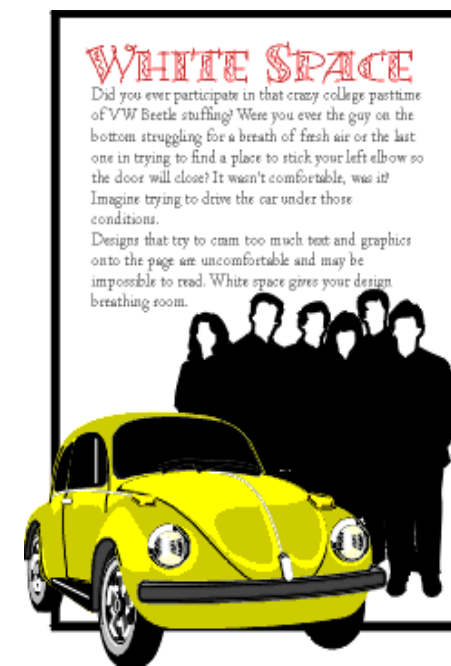 WHITE SPACE
Did you ever participate in that crazy college pasttime
of VW Beetle stuffing? Were you ever the guy on the
bottom struggling for a breath of fresh air or the last
one in trying to find a place to stick your left elbow so
the door will close? It wasn't comfortable, was it?
Imagine trying to drive the car under those
conditions.
Designs that try to cram too much text and graphics
onto the page are uncomfortable and may be
impossible to read. White space gives your design
breathing room.